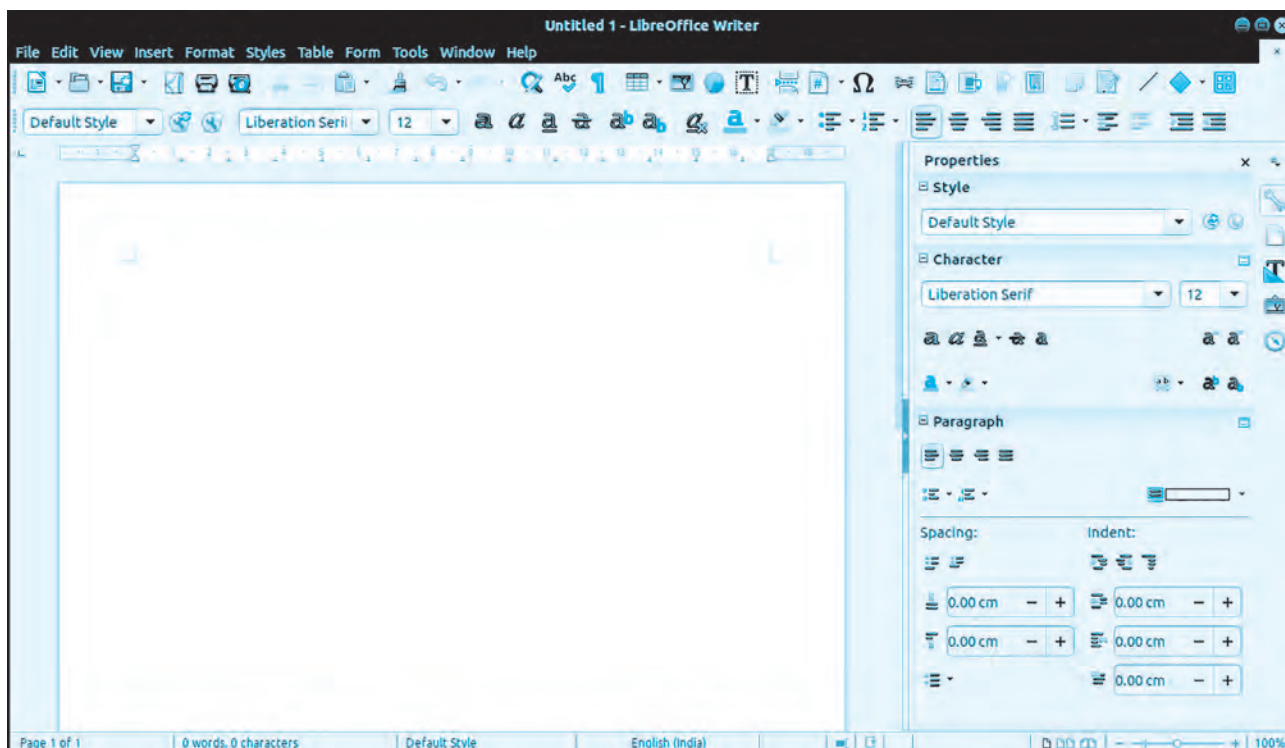 Untitled 1 - LibreOffice Writer
File Edit View Insert Format Styles Table Form Tools Window Help
Abc
Default Style Liberation Serif 12
Properties
Style
Default Style
Character
Liberation Serif 12
Paragraph
Spacing: Indent:
0.00 cm 0.00 cm
0.00 cm 0.00 cm
0.00 cm
Page 1 of 1 0 words, 0 characters Default Style English (India) 100%